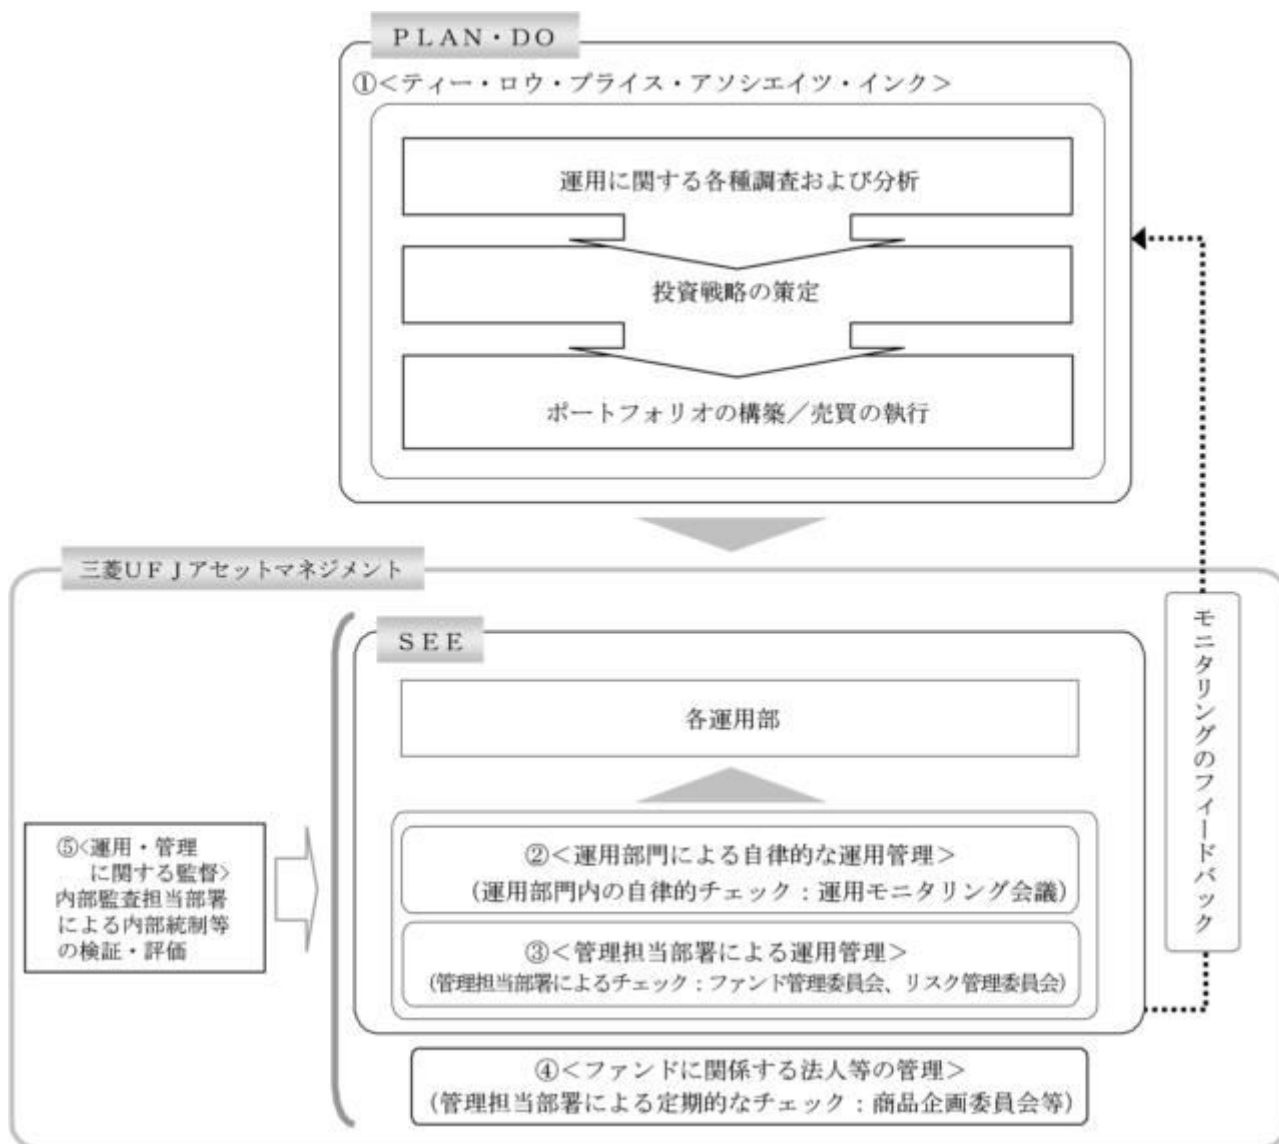 PLAN・DO
①<ティー・ロウ・プライス・アソシエイツ・インク>
運用に関する各種調査および分析
投資戦略の策定
ポートフォリオの構築/売買の執行
三菱UFJアセットマネジメント
SEE
各運用部
②<運用部門による自律的な運用管理>
(運用部門内の自律的チェック:運用モニタリング会議)
③<管理担当部署による運用管理>
(管理担当部署によるチェック:ファンド管理委員会、リスク管理委員会)
④<ファンドに関係する法人等の管理>
(管理担当部署による定期的なチェック:商品企画委員会等)
⑤<運用・管理
に関する監督>
内部監査担当部署
による内部統制等
の検証・評価
モニタリングのフィードバック